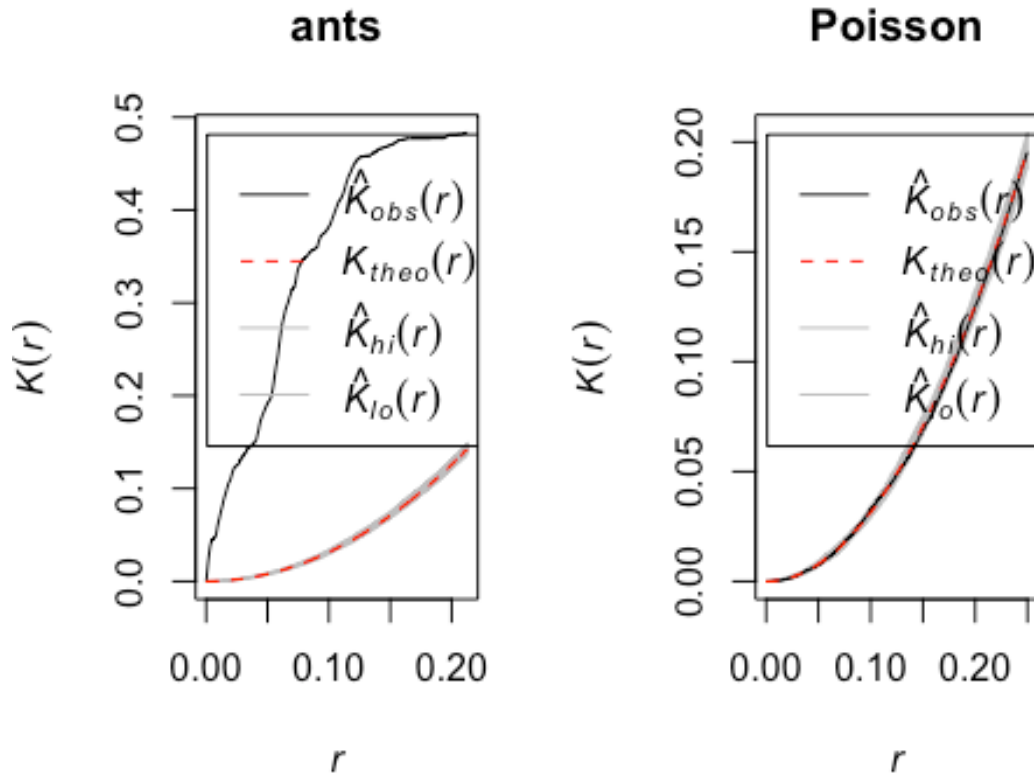 ants
K(r)
0.0 0.1 0.2 0.3 0.4 0.5
K̂obs(r)
Ktheo(r)
K̂hi(r)
K̂lo(r)
0.00 0.10 0.20
r
Poisson
K(r)
0.00 0.05 0.10 0.15 0.20
K̂obs(r)
Ktheo(r)
K̂hi(r)
K̂lo(r)
0.00 0.10 0.20
r